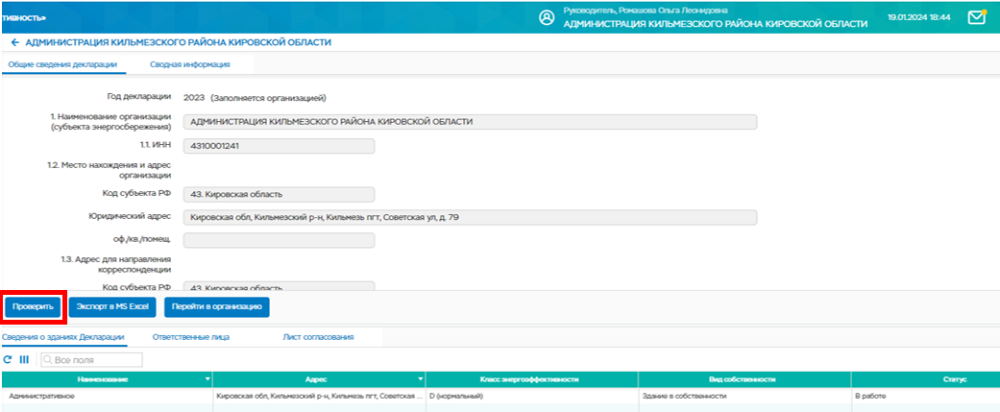 тивность»
Руководитель, Ромашова Ольга Леонидовна
АДМИНИСТРАЦИЯ КИЛЬМЕЗСКОГО РАЙОНА КИРОВСКОЙ ОБЛАСТИ
19.01.2024 18:44
АДМИНИСТРАЦИЯ КИЛЬМЕЗСКОГО РАЙОНА КИРОВСКОЙ ОБЛАСТИ
Общие сведения декларации Сводная информация
Год декларации 2023 (Заполняется организацией)
1. Наименование организации
(субъекта энергосбережения)
АДМИНИСТРАЦИЯ КИЛЬМЕЗСКОГО РАЙОНА КИРОВСКОЙ ОБЛАСТИ
1.1. ИНН 4310001241
1.2. Место нахождения и адрес
организации
Код субъекта РФ 43. Кировская область
Юридический адрес Кировская обл, Кильмезский р-н, Кильмезь пгт, Советская ул, д. 79
оф./кв./помещ.
1.3. Адрес для направления
корреспонденции
Код субъекта РФ 43. Кировская область
Проверить Экспорт в MS Excel Перейти в организацию
Сведения о зданиях Декларации Ответственные лица Лист согласования
Все поля
Наименование Адрес Класс энергоэффективности Вид собственности Статус
Административное Кировская обл, Кильмезский р-н, Кильмезь пгт, Советская ... D (нормальный) Здание в собственности В работе